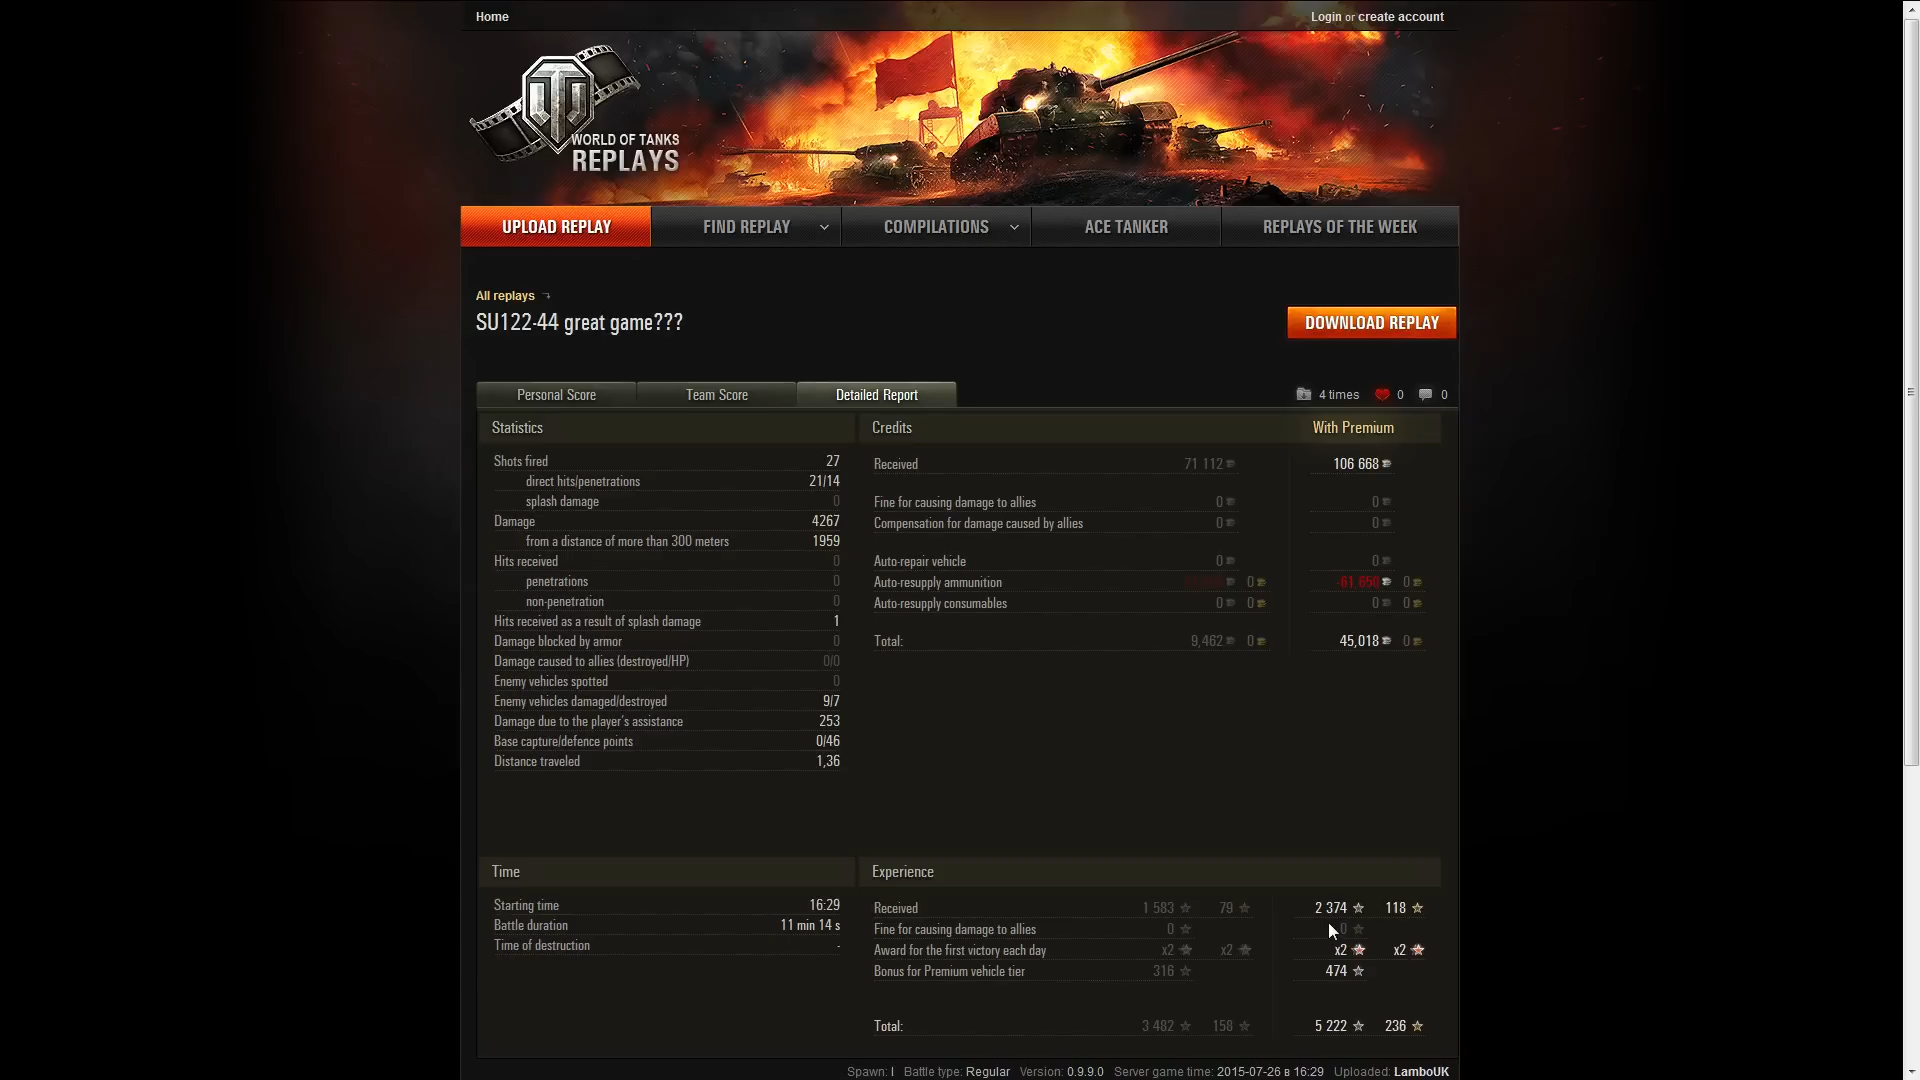 Home
Login or create account
WORLD OF TANKS
REPLAYS
UPLOAD REPLAY
FIND REPLAY
COMPILATIONS
ACE TANKER
REPLAYS OF THE WEEK
All replays
SU122-44 great game???
DOWNLOAD REPLAY
Personal Score
Team Score
Detailed Report
4 times
0
0
Statistics
Shots fired 27
direct hits/penetrations 21/14
splash damage 0
Damage 4267
from a distance of more than 300 meters 1959
Hits received 0
penetrations 0
non-penetration 0
Hits received as a result of splash damage 1
Damage blocked by armor 0
Damage caused to allies (destroyed/HP) 0/0
Enemy vehicles spotted 0
Enemy vehicles damaged/destroyed 9/7
Damage due to the player's assistance 253
Base capture/defence points 0/46
Distance traveled 1,36
Credits With Premium
Received 71 112 106 668
Fine for causing damage to allies 0 0
Compensation for damage caused by allies 0 0
Auto-repair vehicle 0 0
Auto-resupply ammunition 0 -61 650 0
Auto-resupply consumables 0 0 0 0
Total: 9,462 0 45,018 0
Time
Starting time 16:29
Battle duration 11 min 14 s
Time of destruction -
Experience
Received 1 583 79 2 374 118
Fine for causing damage to allies 0 0
Award for the first victory each day x2 x2 x2 x2
Bonus for Premium vehicle tier 316 474
Total: 3 482 158 5 222 236
Spawn: I Battle type: Regular Version: 0.9.9.0 Server game time: 2015-07-26 в 16:29 Uploaded: LamboUK